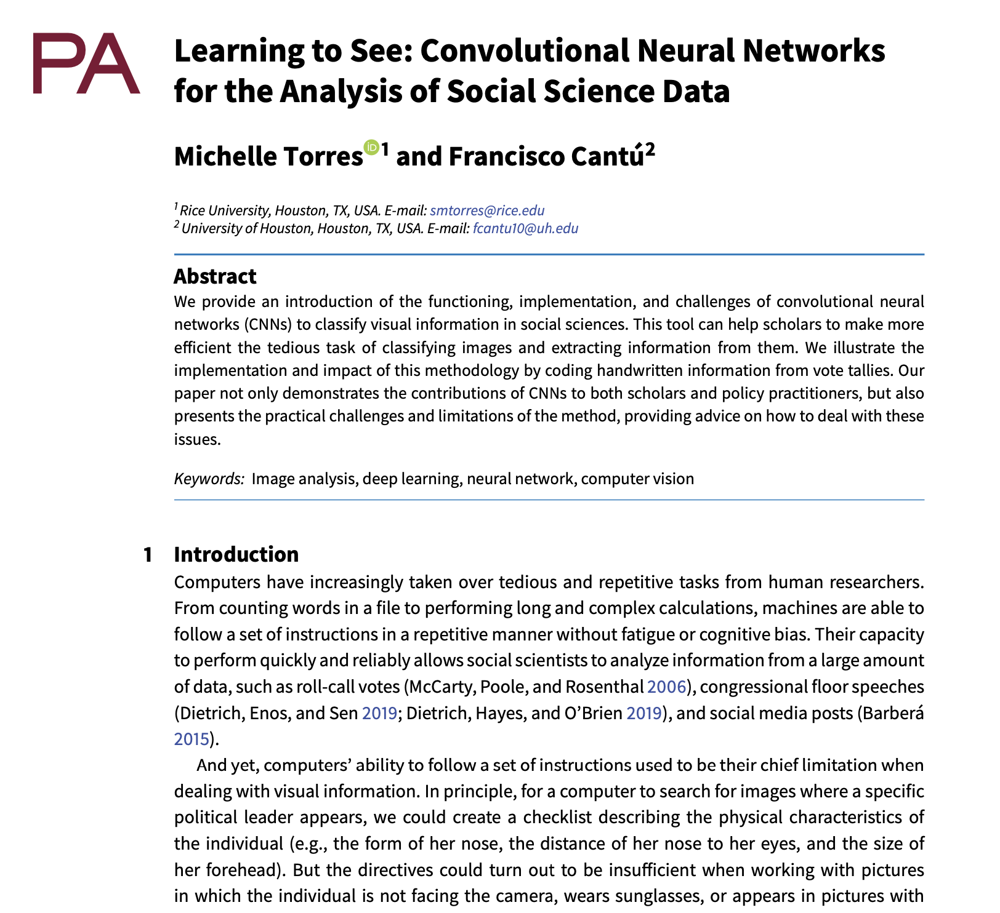 PA
Learning to See: Convolutional Neural Networks
for the Analysis of Social Science Data
Michelle Torres iD 1 and Francisco Cantú2
1 Rice University, Houston, TX, USA. E-mail: smtorres@rice.edu
2 University of Houston, Houston, TX, USA. E-mail: fcantu10@uh.edu
Abstract
We provide an introduction of the functioning, implementation, and challenges of convolutional neural
networks (CNNs) to classify visual information in social sciences. This tool can help scholars to make more
efficient the tedious task of classifying images and extracting information from them. We illustrate the
implementation and impact of this methodology by coding handwritten information from vote tallies. Our
paper not only demonstrates the contributions of CNNs to both scholars and policy practitioners, but also
presents the practical challenges and limitations of the method, providing advice on how to deal with these
issues.
Keywords: Image analysis, deep learning, neural network, computer vision
1 Introduction
Computers have increasingly taken over tedious and repetitive tasks from human researchers.
From counting words in a file to performing long and complex calculations, machines are able to
follow a set of instructions in a repetitive manner without fatigue or cognitive bias. Their capacity
to perform quickly and reliably allows social scientists to analyze information from a large amount
of data, such as roll-call votes (McCarty, Poole, and Rosenthal 2006), congressional floor speeches
(Dietrich, Enos, and Sen 2019; Dietrich, Hayes, and O’Brien 2019), and social media posts (Barberá
2015).
And yet, computers’ ability to follow a set of instructions used to be their chief limitation when
dealing with visual information. In principle, for a computer to search for images where a specific
political leader appears, we could create a checklist describing the physical characteristics of
the individual (e.g., the form of her nose, the distance of her nose to her eyes, and the size of
her forehead). But the directives could turn out to be insufficient when working with pictures
in which the individual is not facing the camera, wears sunglasses, or appears in pictures with